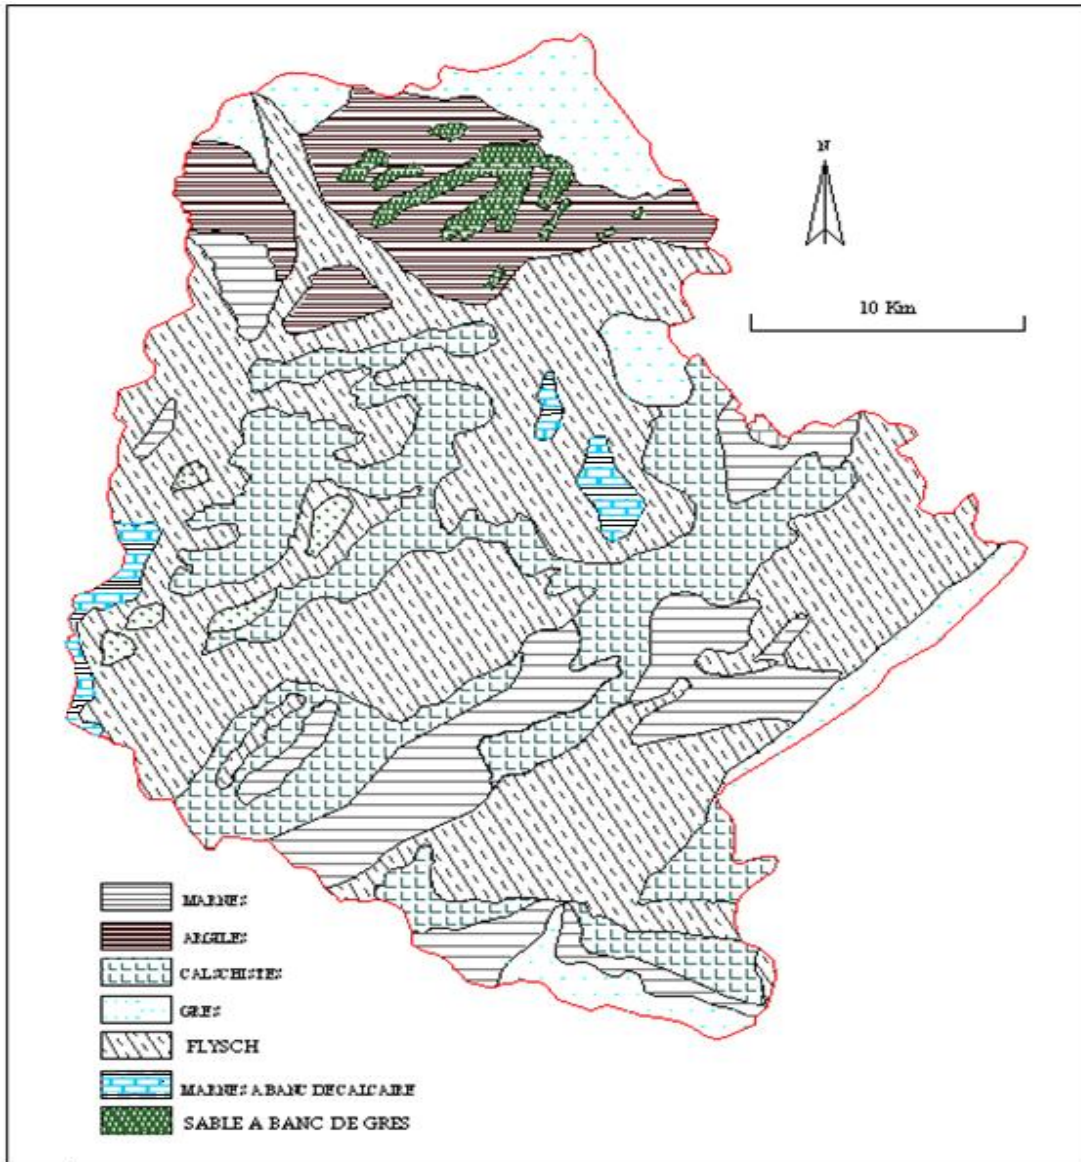 N
10 Km
MARNES
ARGILES
CALSCHISTES
GRES
FLYSCH
MARNES A BANC DE CALCAIRE
SABLE A BANC DE GRES